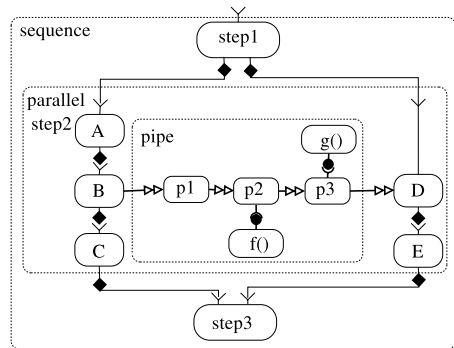 sequence
step1
parallel
step2
A
pipe
g()
B
p1
p2
p3
D
C
f()
E
step3